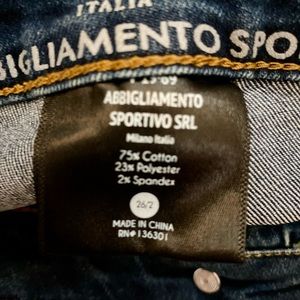 ITALIA
BIGLIAMENTO SPO
ABBIGLIAMENTO
SPORTIVO SRL
Milano Italia
75% Cotton
23% Polyester
2% Spandex
26/2
MADE IN CHINA
RN# 136301